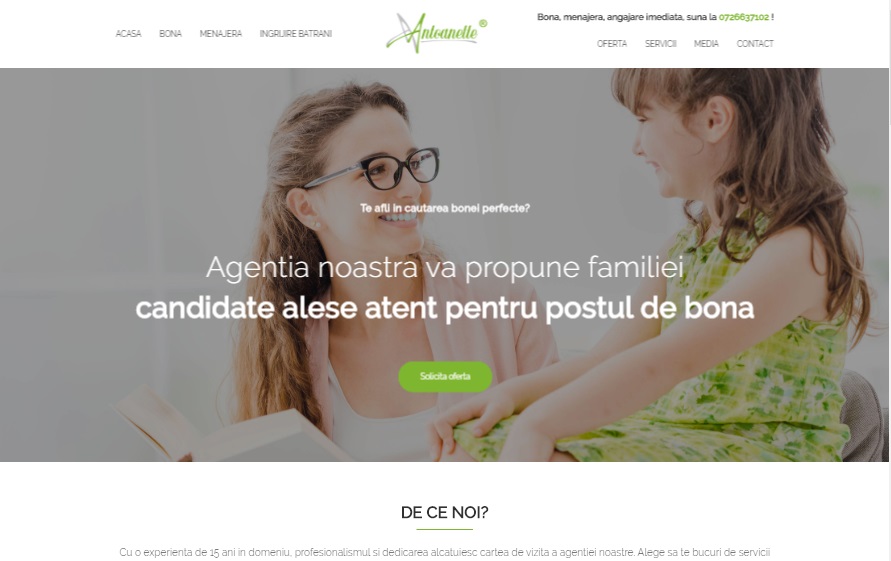 Bona, menajera, angajare imediata, suna la 0726637102 !
ACASA BONA MENAJERA INGRIJIRE BATRANI
Antoanette®
OFERTA SERVICII MEDIA CONTACT
Te afli in cautarea bonei perfecte?
Agentia noastra va propune familiei
candidate alese atent pentru postul de bona
Solicita oferta
DE CE NOI?
Cu o experienta de 15 ani in domeniu, profesionalismul si dedicarea alcatuiesc cartea de vizita a agentiei noastre. Alege sa te bucuri de servicii